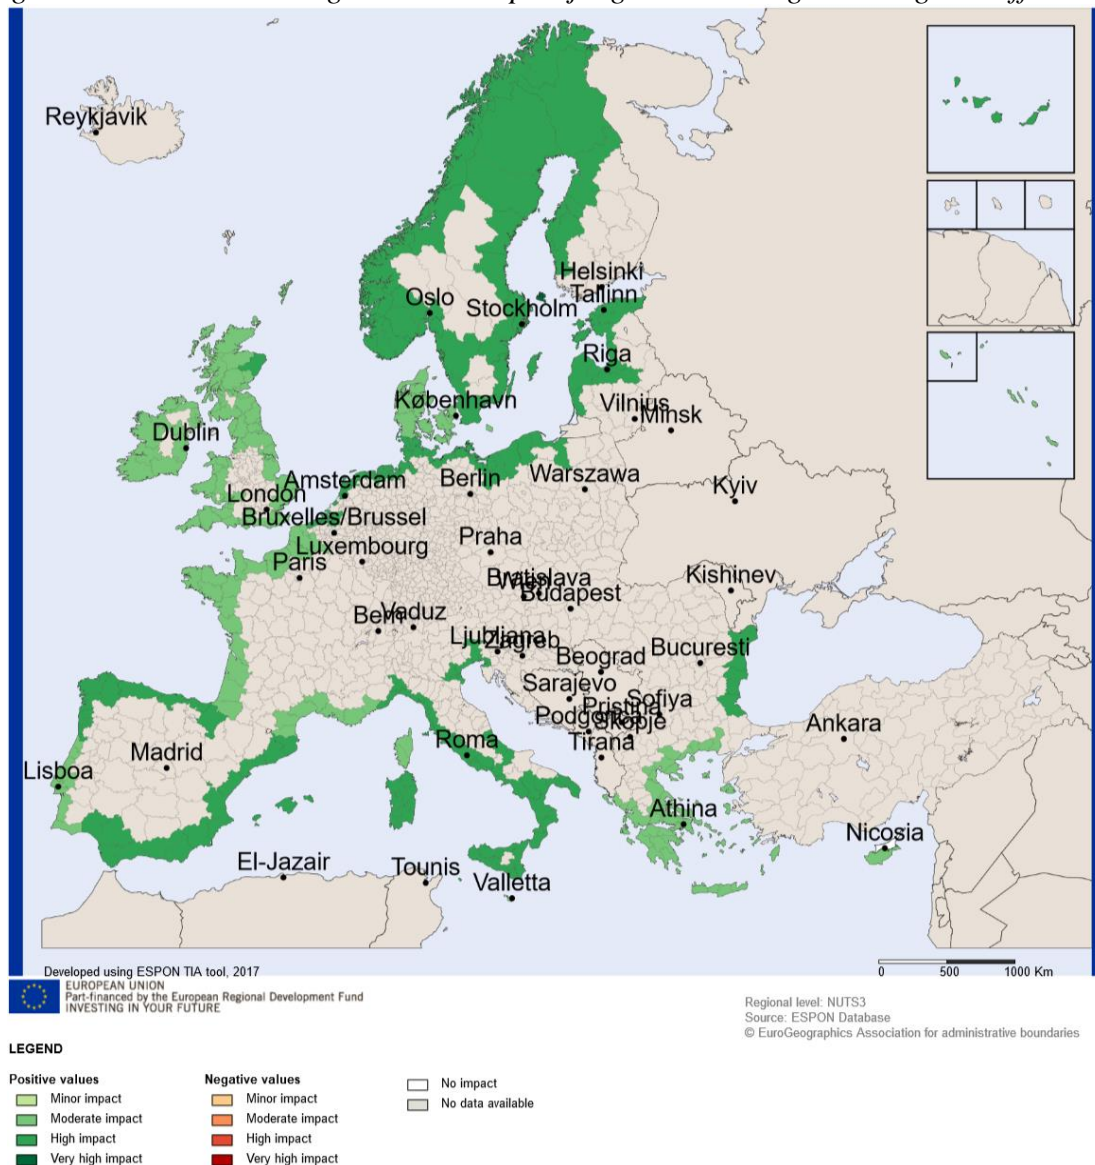 Reykjavik
Helsinki
Oslo
Tallinn
Stockholm
Riga
København
Vilnius
Minsk
Dublin
Amsterdam
Berlin
Warszawa
London
Kyiv
Bruxelles/Brussel
Praha
Luxembourg
Paris
Bratislava
Wien
Kishinev
Budapest
Bern
Vaduz
Ljubljana
Zagreb
Bucuresti
Beograd
Sarajevo
Sofiya
Pristina
Podgorica
Skopje
Ankara
Roma
Tirana
Madrid
Lisboa
Athina
Nicosia
El-Jazair
Tounis
Valletta
Developed using ESPON TIA tool, 2017
0 500 1000 Km
EUROPEAN UNION
Part-financed by the European Regional Development Fund
INVESTING IN YOUR FUTURE
Regional level: NUTS3
Source: ESPON Database
© EuroGeographics Association for administrative boundaries
LEGEND
Positive values
Minor impact
Moderate impact
High impact
Very high impact
Negative values
Minor impact
Moderate impact
High impact
Very high impact
No impact
No data available